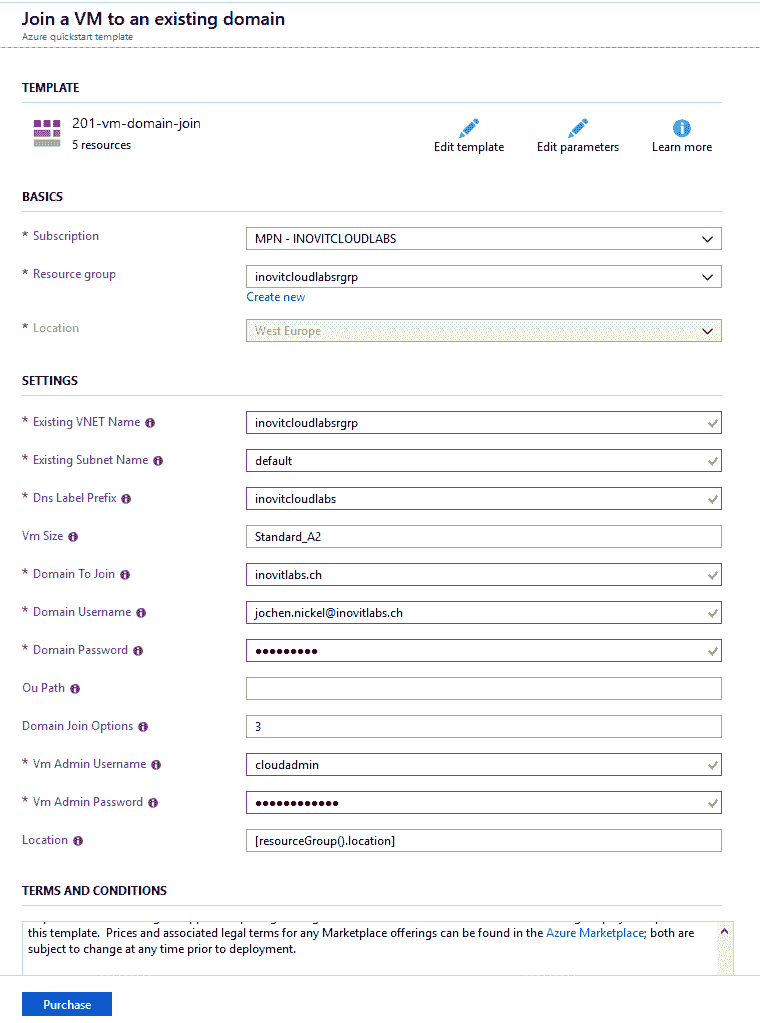 Join a VM to an existing domain
Azure quickstart template
TEMPLATE
201-vm-domain-join
5 resources
Edit template
Edit parameters
Learn more
BASICS
* Subscription
MPN - INOVITCLOUDLABS
* Resource group
inovitcloudlabsrgrp
Create new
* Location
West Europe
SETTINGS
* Existing VNET Name
inovitcloudlabsrgrp
* Existing Subnet Name
default
* Dns Label Prefix
inovitcloudlabs
Vm Size
Standard_A2
* Domain To Join
inovitlabs.ch
* Domain Username
jochen.nickel@inovitlabs.ch
* Domain Password
•••••••••
Ou Path
Domain Join Options
3
* Vm Admin Username
cloudadmin
* Vm Admin Password
••••••••••••
Location
[resourceGroup().location]
TERMS AND CONDITIONS
this template. Prices and associated legal terms for any Marketplace offerings can be found in the Azure Marketplace; both are
subject to change at any time prior to deployment.
Purchase